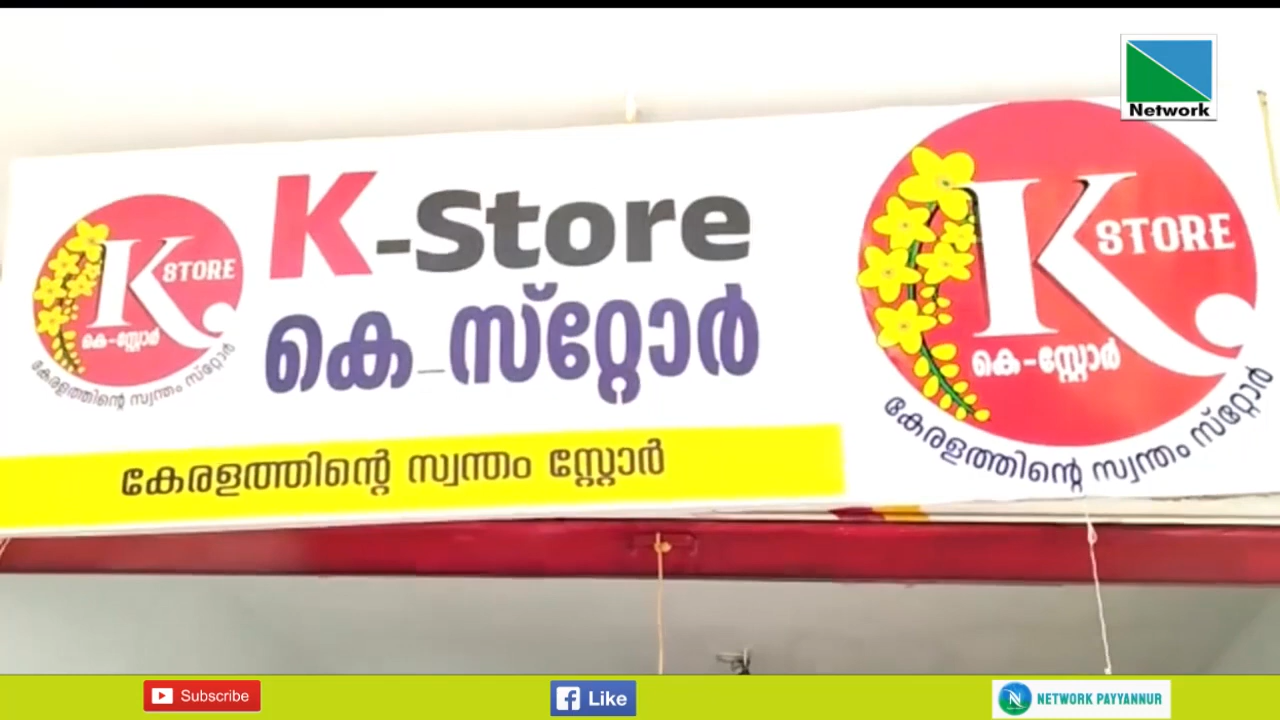 Network
K-Store
കെ-സ്റ്റോർ
കേരളത്തിന്റെ സ്വന്തം സ്റ്റോർ
K STORE
കെ-സ്റ്റോർ
കേരളത്തിന്റെ സ്വന്തം സ്റ്റോർ
K STORE
കെ-സ്റ്റോർ
കേരളത്തിന്റെ സ്വന്തം സ്റ്റോർ
Subscribe
Like
NETWORK PAYYANNUR